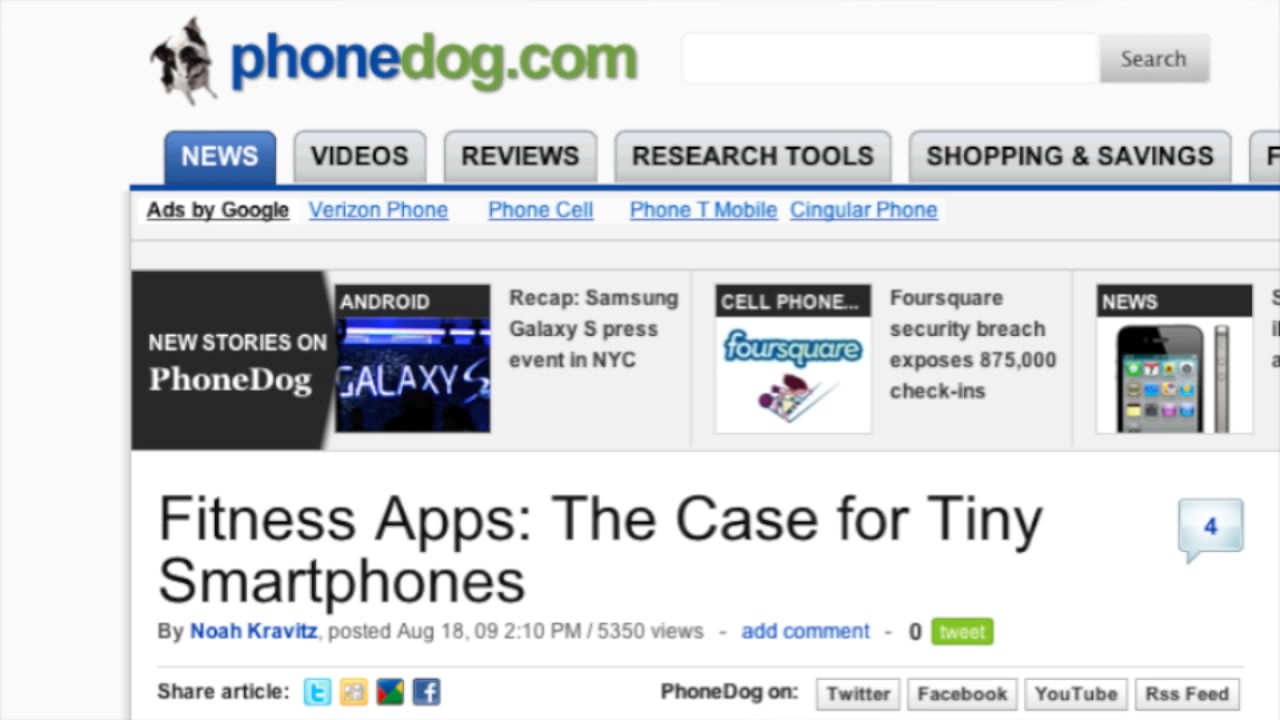 phonedog.com
Search
NEWS VIDEOS REVIEWS RESEARCH TOOLS SHOPPING & SAVINGS F
Ads by Google Verizon Phone Phone Cell Phone T Mobile Cingular Phone
NEW STORIES ON
PhoneDog
ANDROID
GALAXY S
Recap: Samsung
Galaxy S press
event in NYC
CELL PHONE...
foursquare
Foursquare
security breach
exposes 875,000
check-ins
NEWS
Fitness Apps: The Case for Tiny
Smartphones
4
By Noah Kravitz, posted Aug 18, 09 2:10 PM / 5350 views - add comment - 0 tweet
Share article: PhoneDog on: Twitter Facebook YouTube Rss Feed